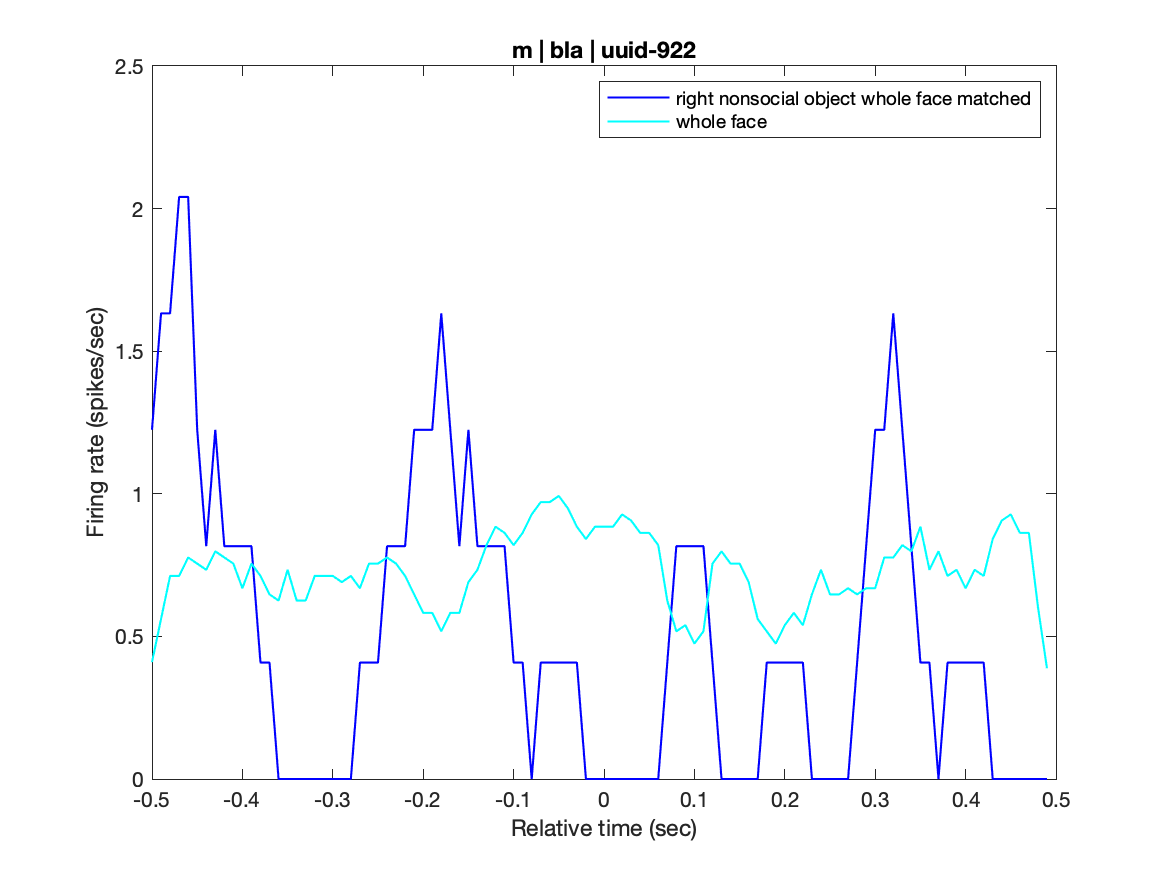 m | bla | uuid-922
2.5
right nonsocial object whole face matched
whole face
2
1.5
1
0.5
0
Firing rate (spikes/sec)
-0.5 -0.4 -0.3 -0.2 -0.1 0 0.1 0.2 0.3 0.4 0.5
Relative time (sec)